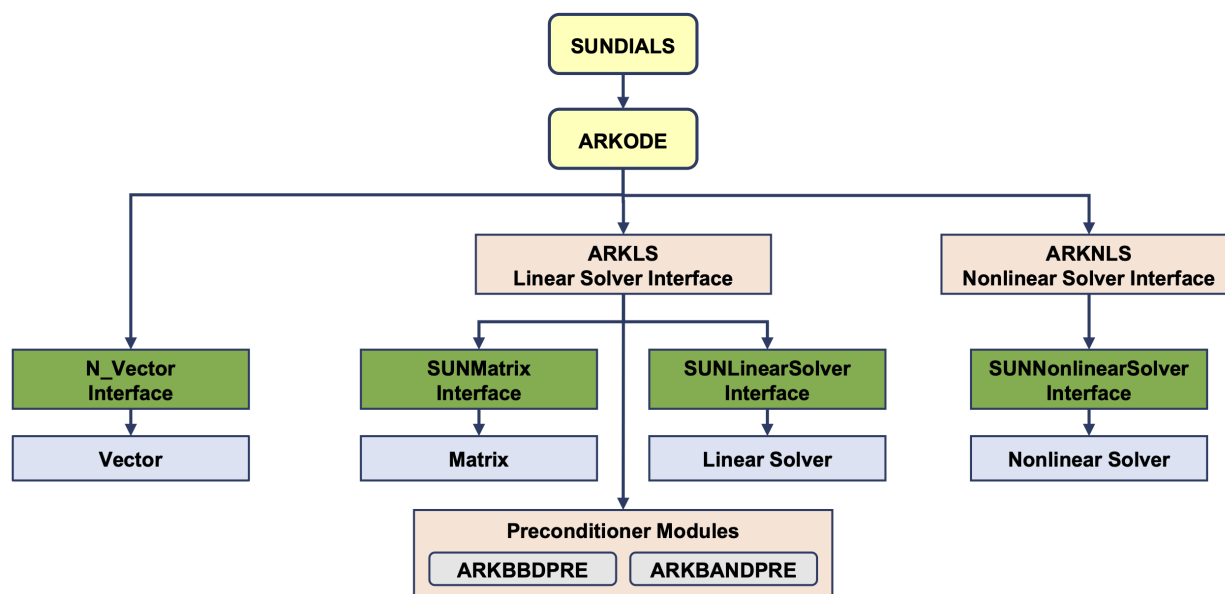 SUNDIALS
ARKODE
ARKLS
Linear Solver Interface
ARKNLS
Nonlinear Solver Interface
N_Vector
Interface
SUNMatrix
Interface
SUNLinearSolver
Interface
SUNNonlinearSolver
Interface
Vector
Matrix
Linear Solver
Nonlinear Solver
Preconditioner Modules
ARKBBDPRE
ARKBANDPRE